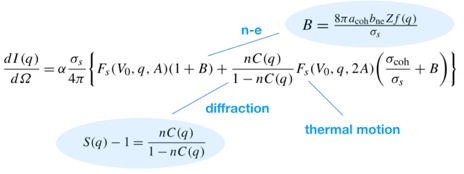 n-e
B = 8πa_coh b_ne Z f(q) / σ_s
dI(q)/dΩ = α σ_s/4π { F_s(V_0, q, A)(1 + B) + nC(q)/(1 − nC(q)) F_s(V_0, q, 2A) (σ_coh/σ_s + B) }
diffraction
thermal motion
S(q) − 1 = nC(q)/(1 − nC(q))